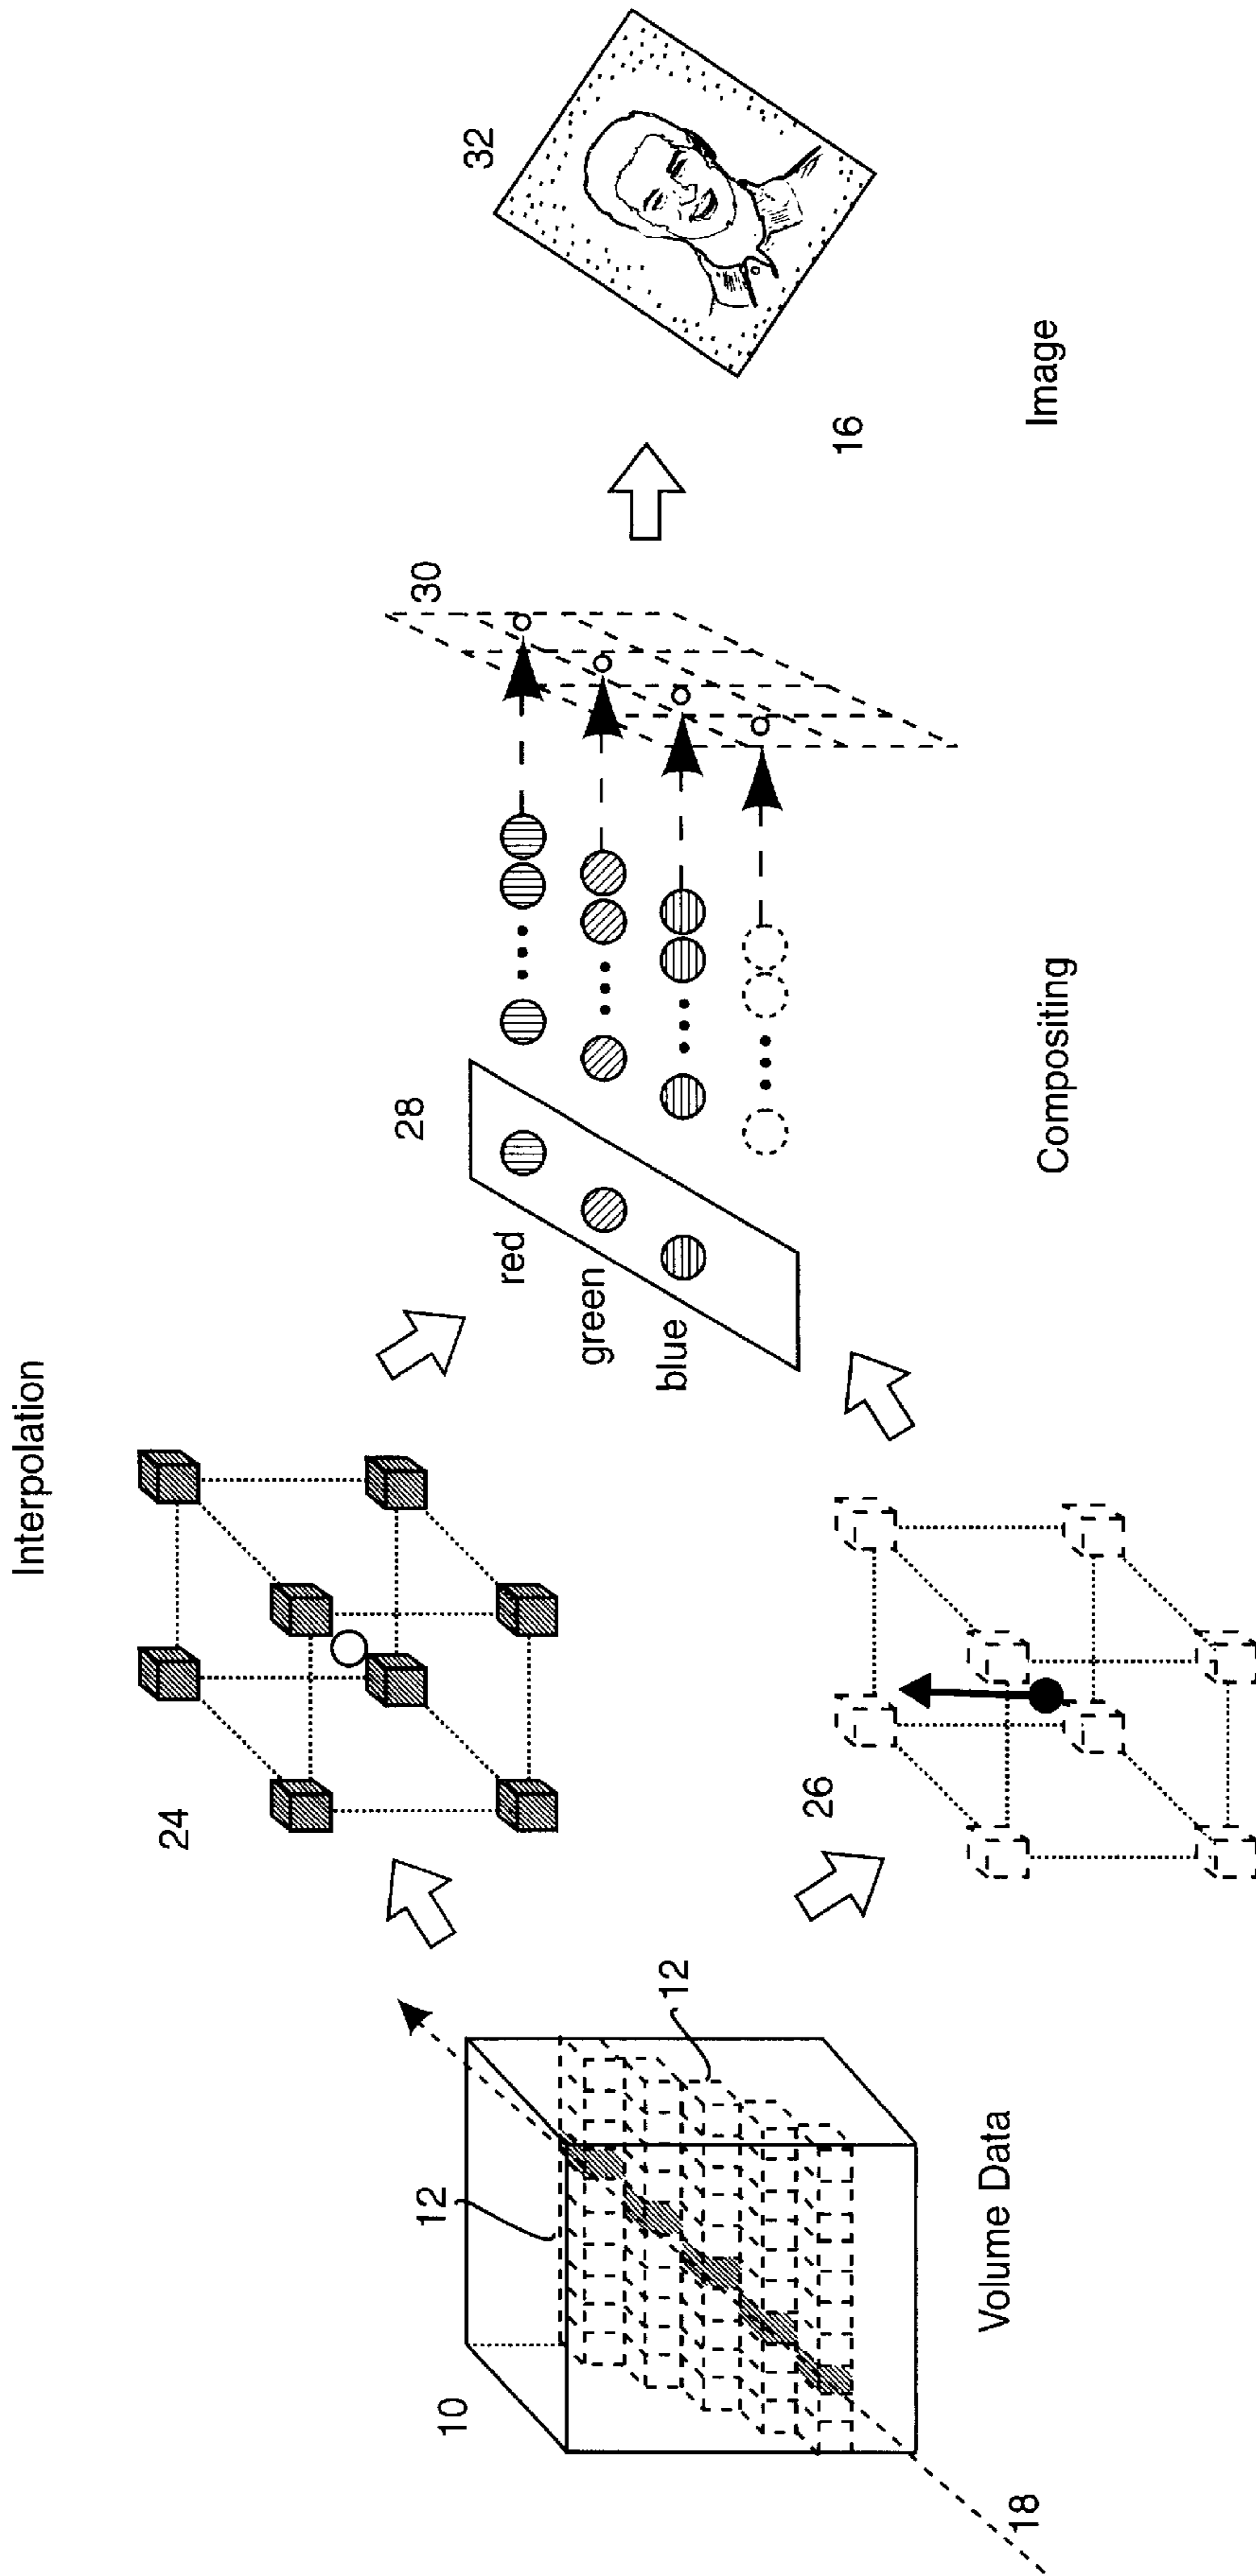 Interpolation
24
12
10
12
18
Volume Data
26
28
red
green
blue
Compositing
30
32
16
Image